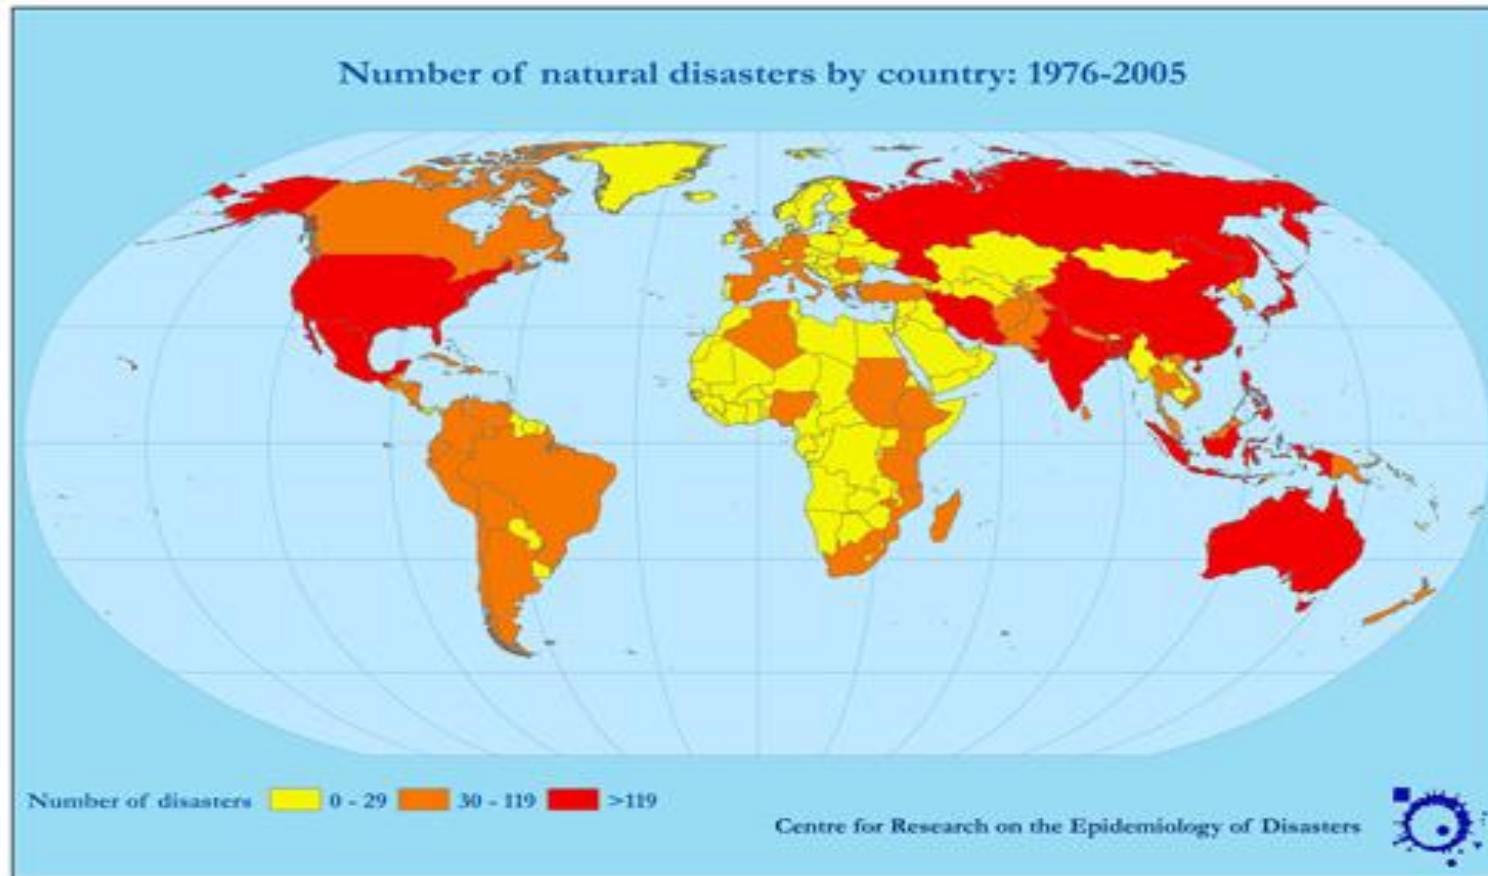 Number of natural disasters by country: 1976-2005
Number of disasters 0 - 29 30 - 119 >119
Centre for Research on the Epidemiology of Disasters